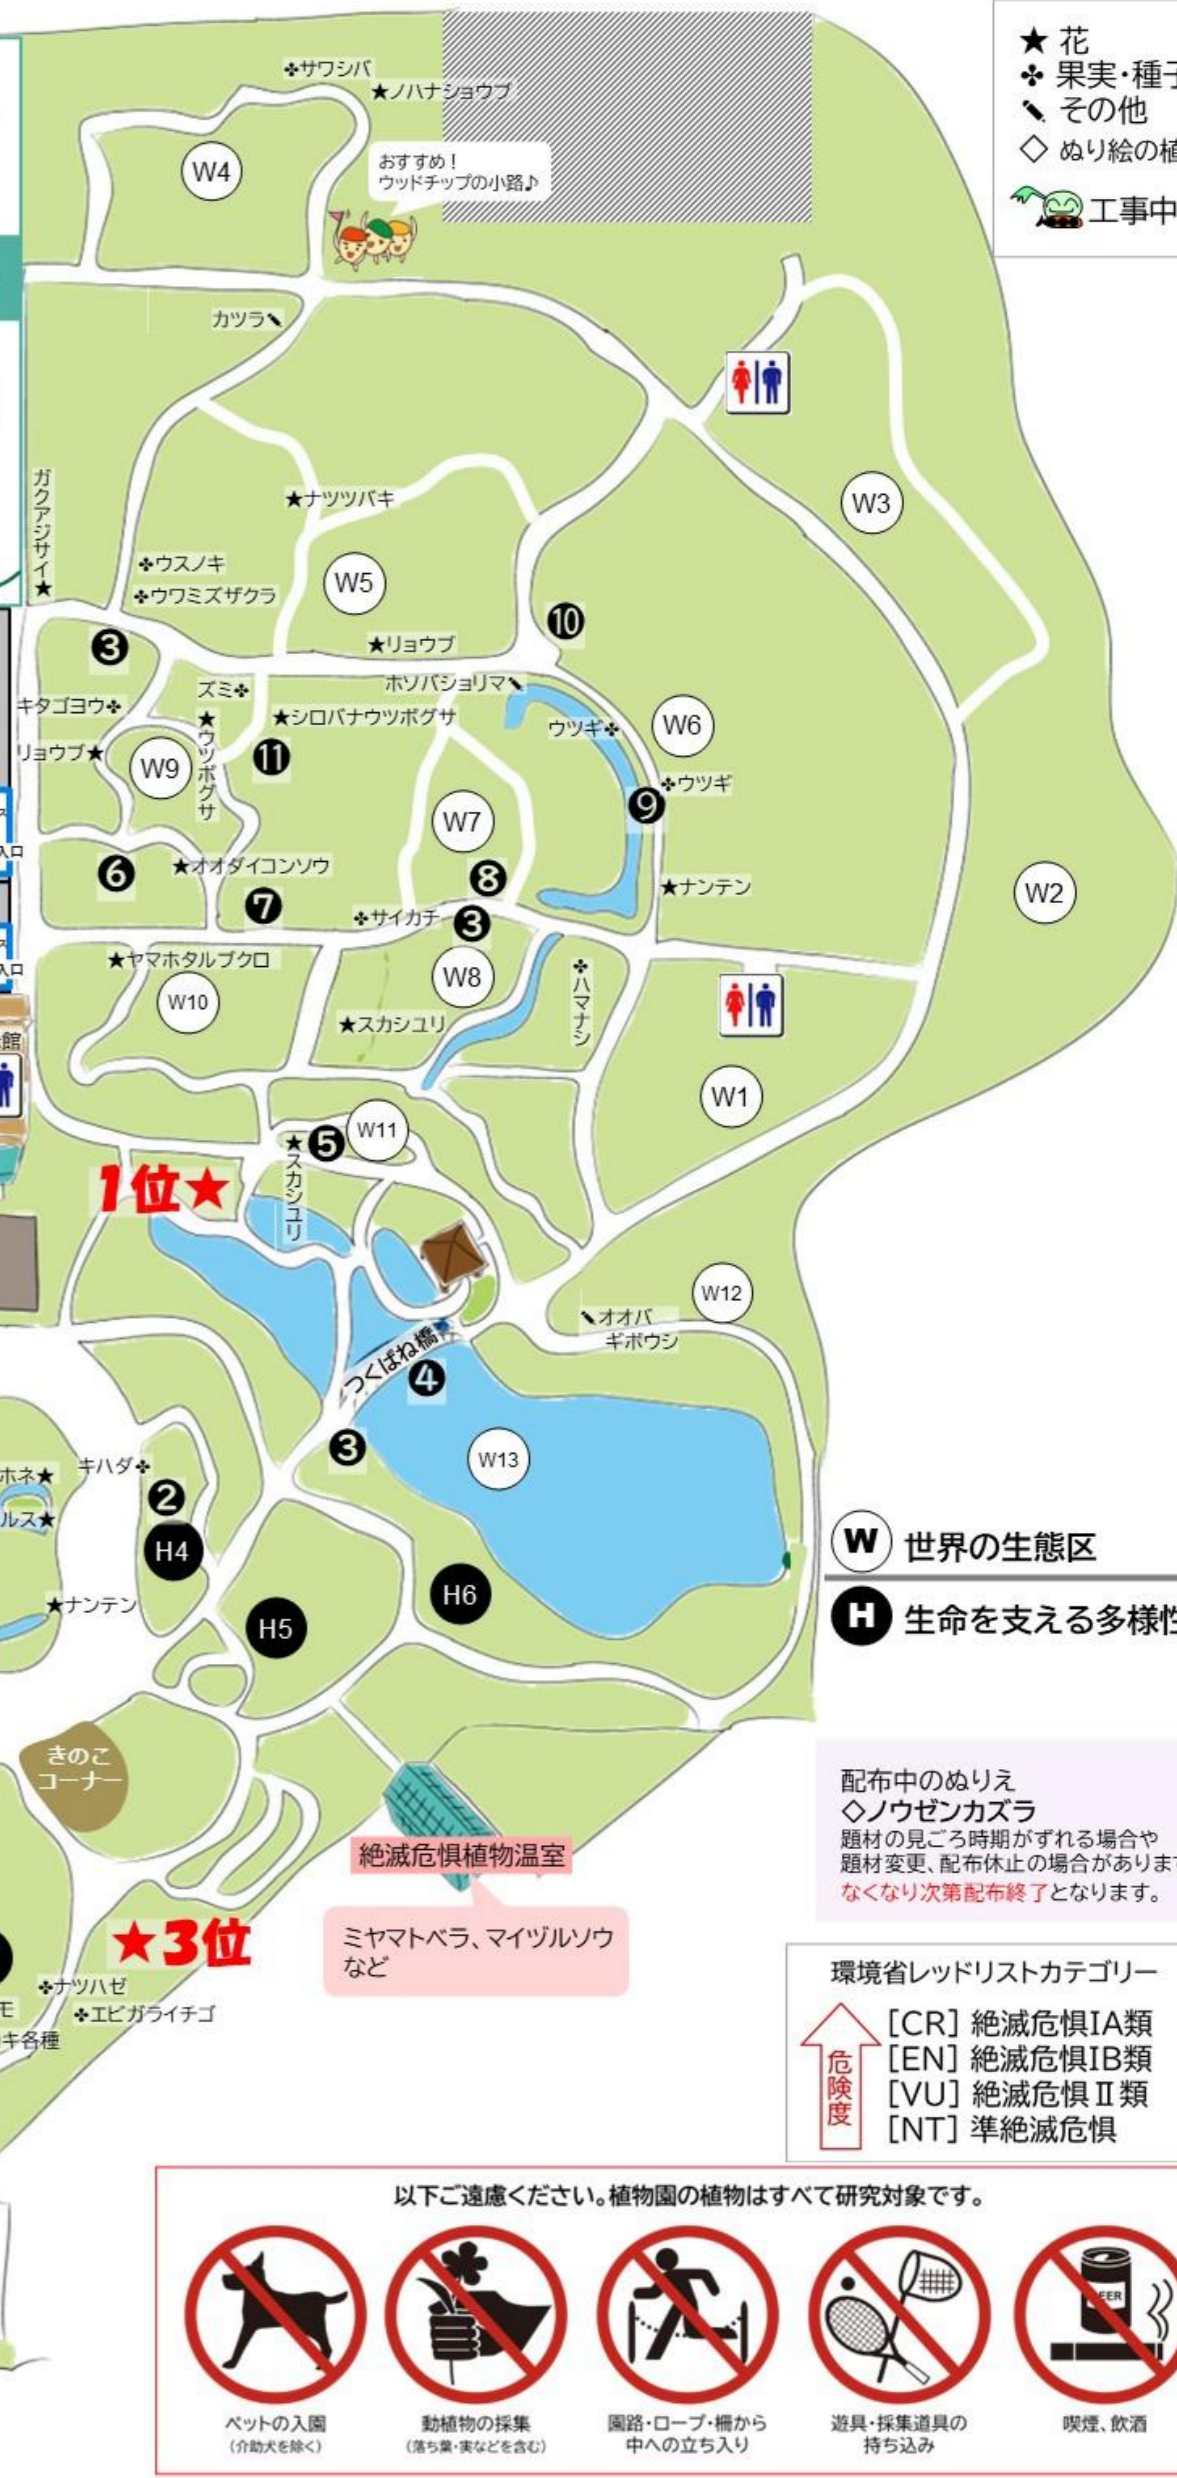 ★ 花
✤ 果実・種子
✎ その他
◇ ぬり絵の植
工事中
✤サワシバ
★ノハナショウブ
W4
おすすめ！
ウッドチップの小路♪
カツラ✎
W3
ガクアジサイ★
★ナツツバキ
✤ウスノキ
✤ウワミズザクラ
W5
❿
❸
★リョウブ
ズミ✤
ホソバショリマ✎
キタゴヨウ✤
★シロバナウツボグサ
ウツギ✤
W6
リョウブ★
W9
★ウツボグサ
⓫
✤ウツギ
❾
W7
入口
❻
★オオダイコンソウ
❽
★ナンテン
W2
❼
✤サイカチ
❸
入口
★ヤマホタルブクロ
W10
W8
✤ハマナシ
館
★スカシユリ
W1
★スカシユリ
❺
W11
1位★
W12
✎オオバ
ギボウシ
つくばね橋
❹
❸
W13
ホネ★
キハダ✤
❷
ルス★
H4
W 世界の生態区
★ナンテン
H6
H5
H 生命を支える多様性
きのこ
コーナー
配布中のぬりえ
◇ノウゼンカズラ
題材の見ごろ時期がずれる場合や
題材変更、配布休止の場合があります
なくなり次第配布終了となります。
絶滅危惧植物温室
ミヤマトベラ、マイヅルソウ
など
★3位
✤ナツハゼ
モ
✤エビガライチゴ
キ各種
環境省レッドリストカテゴリー
危険度
[CR] 絶滅危惧IA類
[EN] 絶滅危惧IB類
[VU] 絶滅危惧Ⅱ類
[NT] 準絶滅危惧
以下ご遠慮ください。植物園の植物はすべて研究対象です。
ペットの入園
（介助犬を除く）
動植物の採集
（落ち葉・実などを含む）
園路・ロープ・柵から
中への立ち入り
遊具・採集道具の
持ち込み
喫煙、飲酒